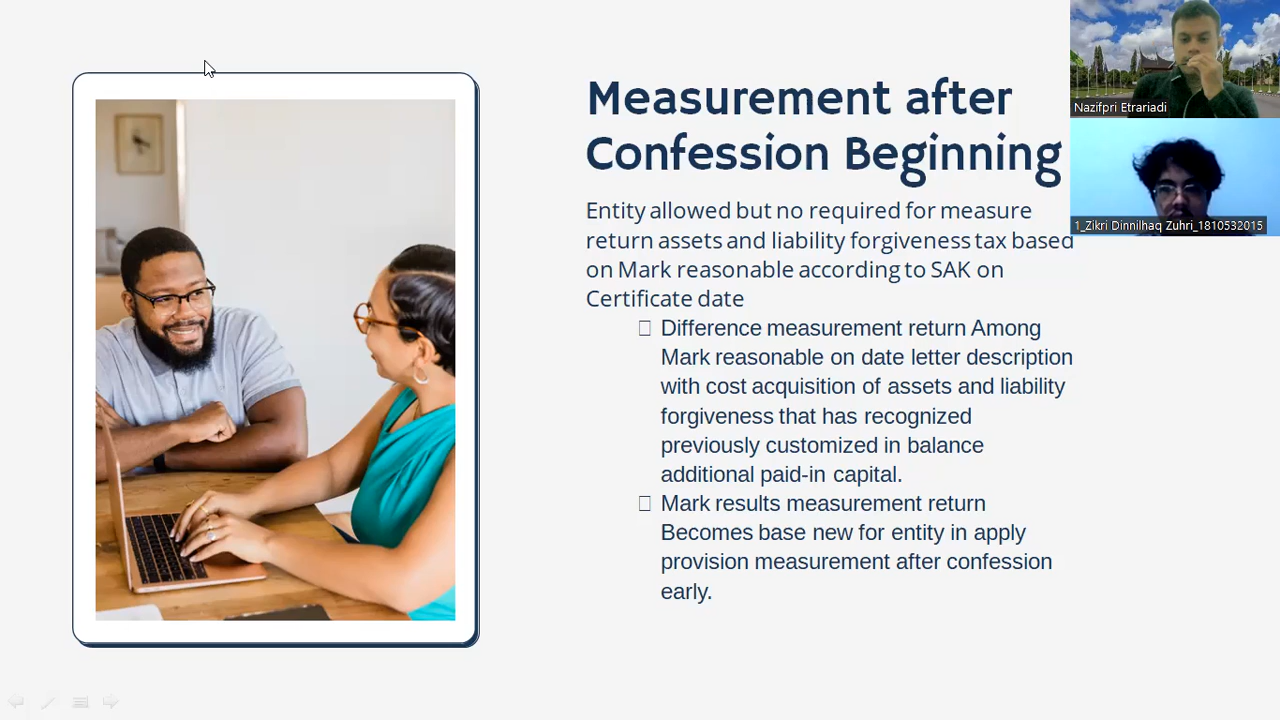 Measurement after
Confession Beginning
Entity allowed but no required for measure
return assets and liability forgiveness tax based
on Mark reasonable according to SAK on
Certificate date
Difference measurement return Among
Mark reasonable on date letter description
with cost acquisition of assets and liability
forgiveness that has recognized
previously customized in balance
additional paid-in capital.
Mark results measurement return
Becomes base new for entity in apply
provision measurement after confession
early.
Nazifpri Etrariadi
1_Zikri Dinnilhaq Zuhri_1810532015